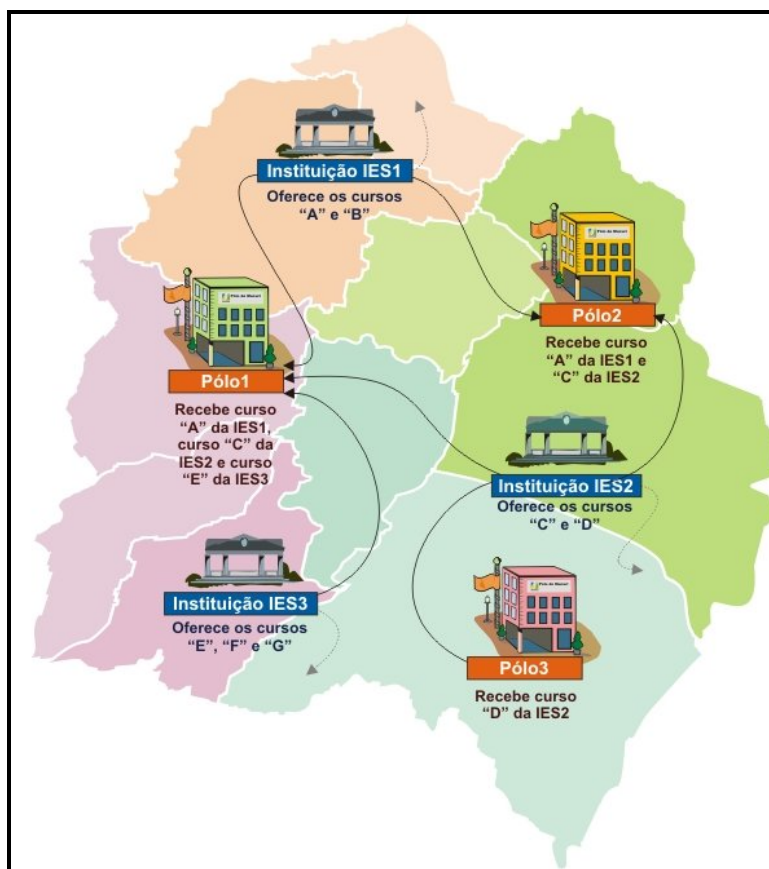 Instituição IES1
Oferece os cursos
"A" e "B"
Pólo2
Recebe curso
"A" da IES1 e
"C" da IES2
Pólo1
Recebe curso
"A" da IES1,
curso "C" da
IES2 e curso
"E" da IES3
Instituição IES2
Oferece os cursos
"C" e "D"
Instituição IES3
Oferece os cursos
"E", "F" e "G"
Pólo3
Recebe curso
"D" da IES2